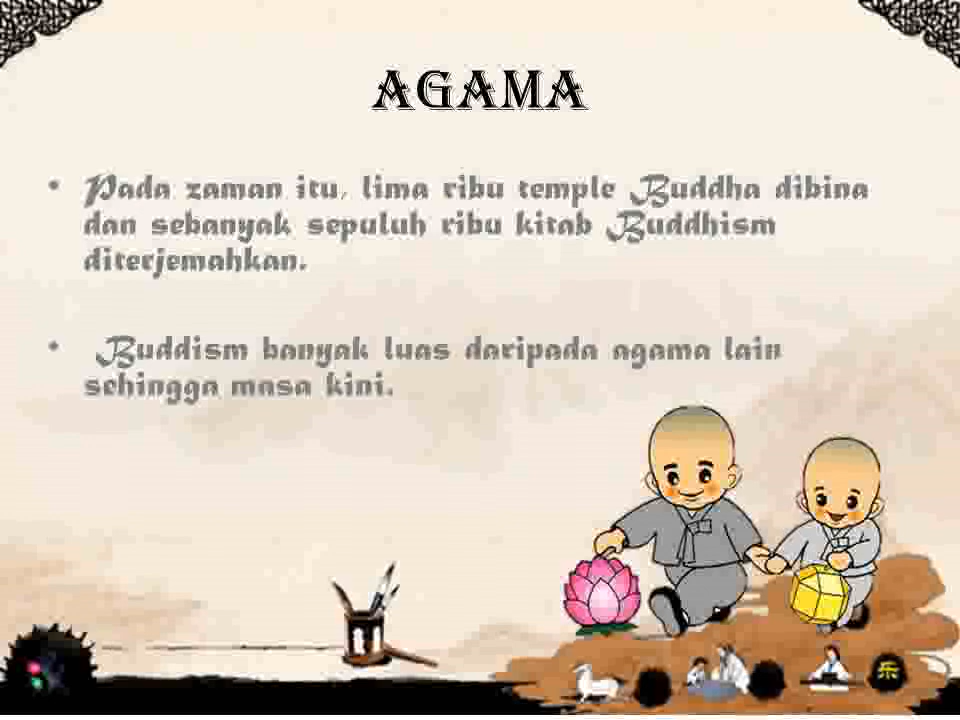 AGAMA
• Pada zaman itu, lima ribu temple Buddha dibina
dan sebanyak sepuluh ribu kitab Buddhism
diterjemahkan.
• Buddism banyak luas daripada agama lain
sehingga masa kini.